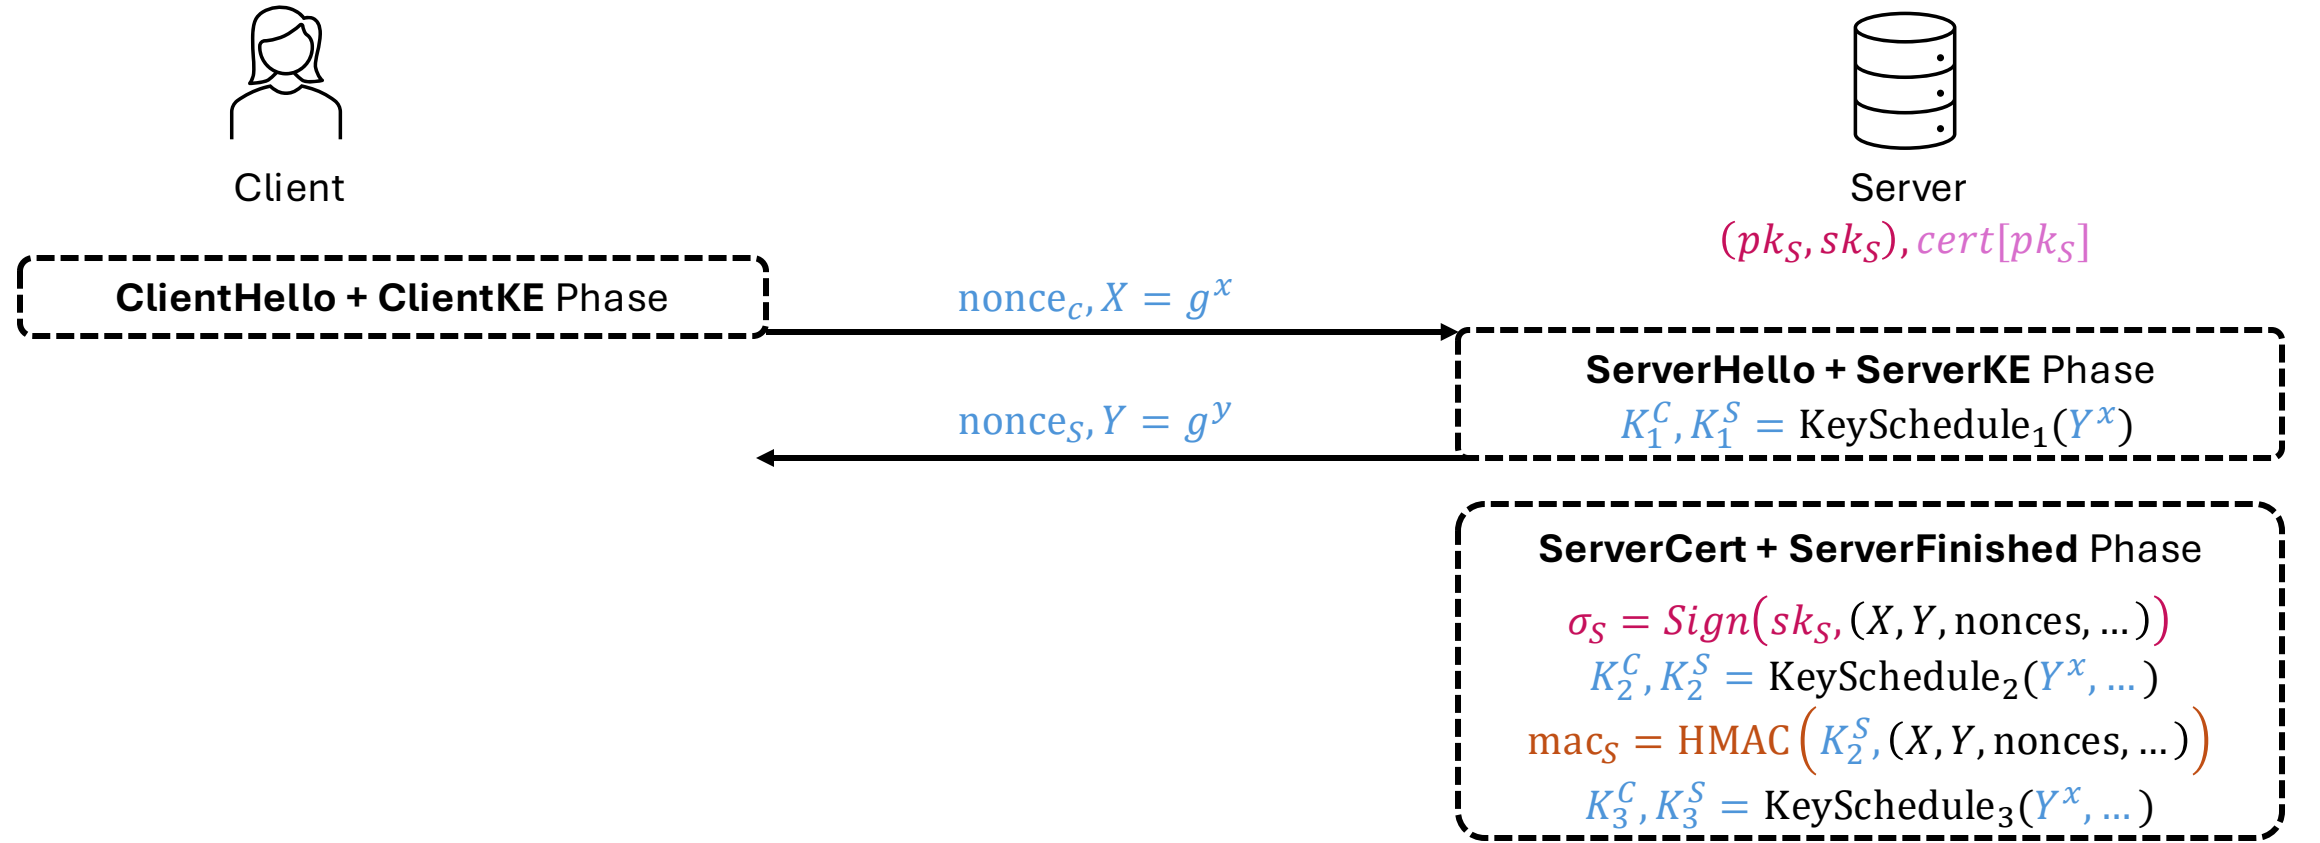 Client
Server
(pk_S, sk_S), cert[pk_S]
ClientHello + ClientKE Phase
nonce_c, X = g^x
ServerHello + ServerKE Phase
K_1^C, K_1^S = KeySchedule_1(Y^x)
nonce_S, Y = g^y
ServerCert + ServerFinished Phase
σ_S = Sign(sk_S, (X, Y, nonces, …))
K_2^C, K_2^S = KeySchedule_2(Y^x, …)
mac_S = HMAC(K_2^S, (X, Y, nonces, …))
K_3^C, K_3^S = KeySchedule_3(Y^x, …)